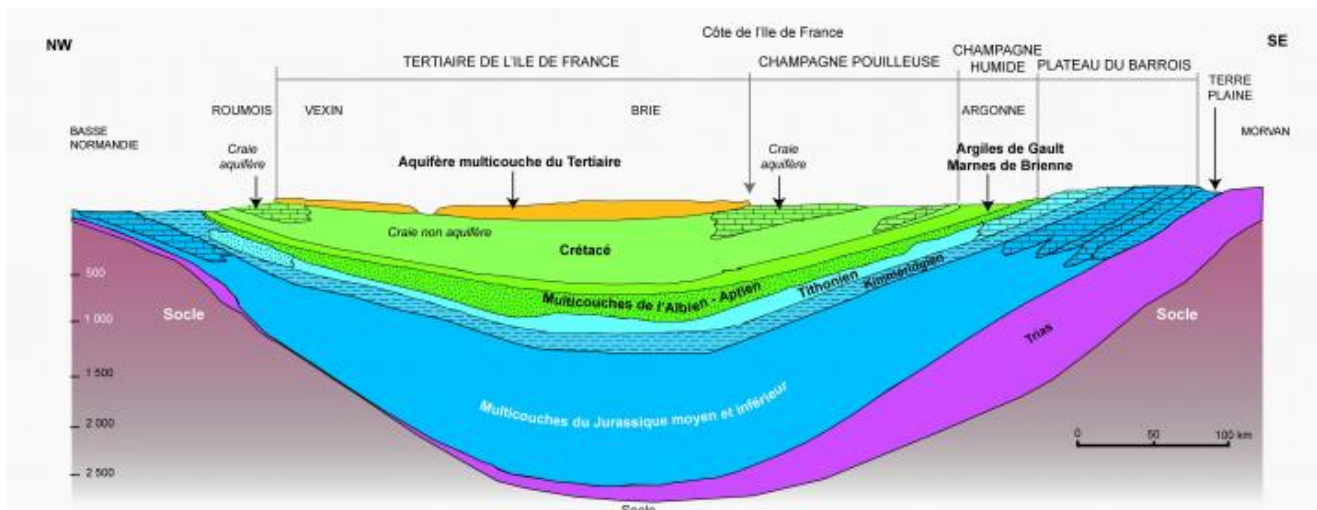 NW
Côte de l'Ile de France
SE
TERTIAIRE DE L'ILE DE FRANCE
CHAMPAGNE POUILLEUSE
CHAMPAGNE
HUMIDE
PLATEAU DU BARROIS
TERRE
PLAINE
ROUMOIS
VEXIN
BRIE
ARGONNE
BASSE
NORMANDIE
MORVAN
Craie
aquifère
Aquifère multicouche du Tertiaire
Craie
aquifère
Argiles de Gault
Marnes de Brienne
Craie non aquifère
Crétacé
500
Multicouches de l'Albien - Aptien
Tithonien
Kimméridgien
Socle
1 000
Trias
Socle
1 500
Multicouches du Jurassique moyen et inférieur
2 000
0 50 100 km
2 500
Socle